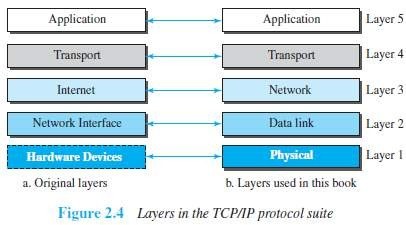 Application Application Layer 5
Transport Transport Layer 4
Internet Network Layer 3
Network Interface Data link Layer 2
Hardware Devices Physical Layer 1
a. Original layers b. Layers used in this book
Figure 2.4 Layers in the TCP/IP protocol suite